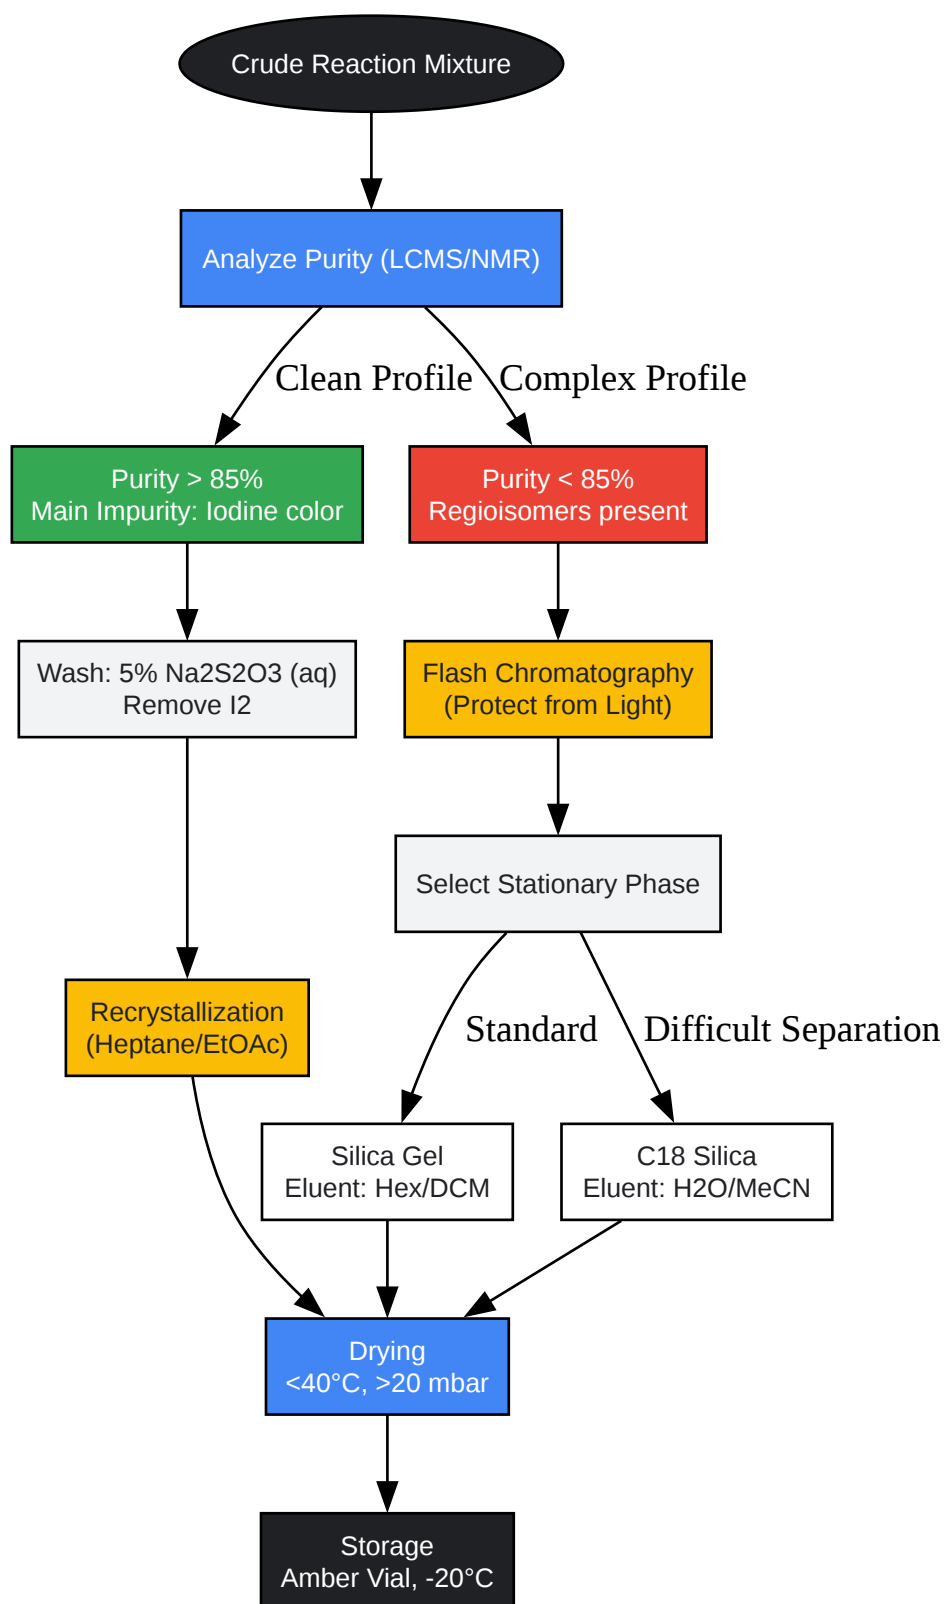 Crude Reaction Mixture
Analyze Purity (LCMS/NMR)
Clean Profile
Complex Profile
Purity > 85%
Main Impurity: Iodine color
Purity < 85%
Regioisomers present
Wash: 5% Na2S2O3 (aq)
Remove I2
Flash Chromatography
(Protect from Light)
Select Stationary Phase
Recrystallization
(Heptane/EtOAc)
Standard
Difficult Separation
Silica Gel
Eluent: Hex/DCM
C18 Silica
Eluent: H2O/MeCN
Drying
<40°C, >20 mbar
Storage
Amber Vial, -20°C